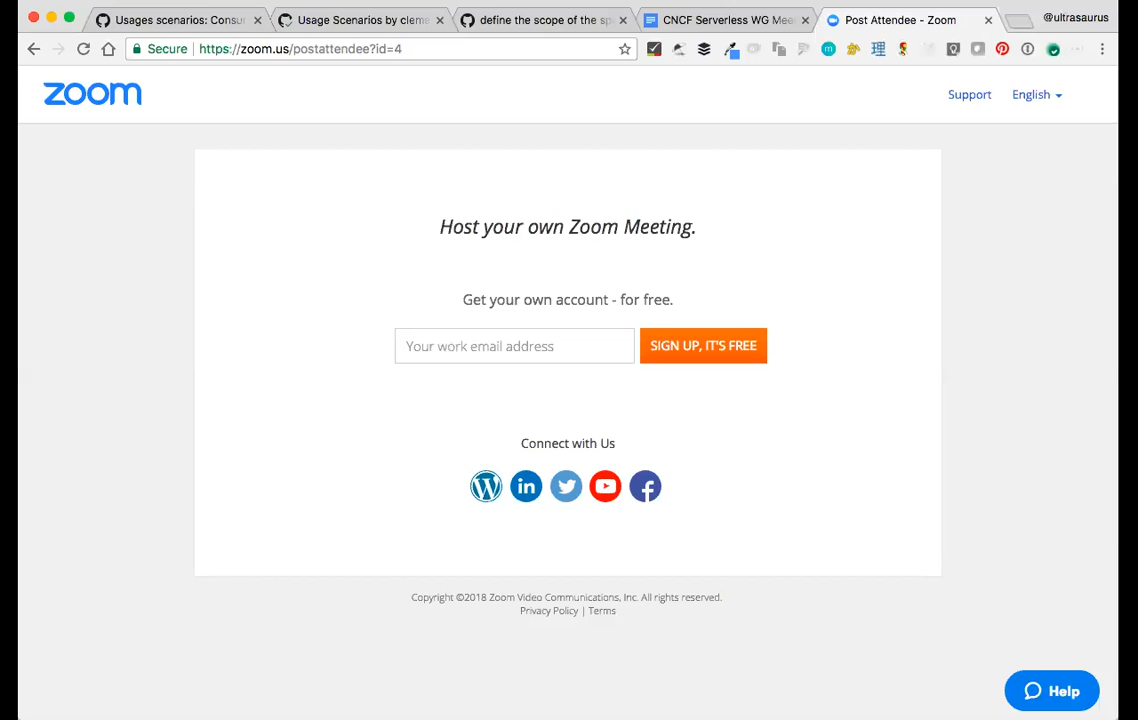 Usages scenarios: Consu
Usage Scenarios by cleme
define the scope of the sp
CNCF Serverless WG Mee
Post Attendee - Zoom
@ultrasaurus
Secure
https://zoom.us/postattendee?id=4
zoom
Support
English
Host your own Zoom Meeting.
Get your own account - for free.
Your work email address
SIGN UP, IT'S FREE
Connect with Us
Copyright ©2018 Zoom Video Communications, Inc. All rights reserved.
Privacy Policy | Terms
Help